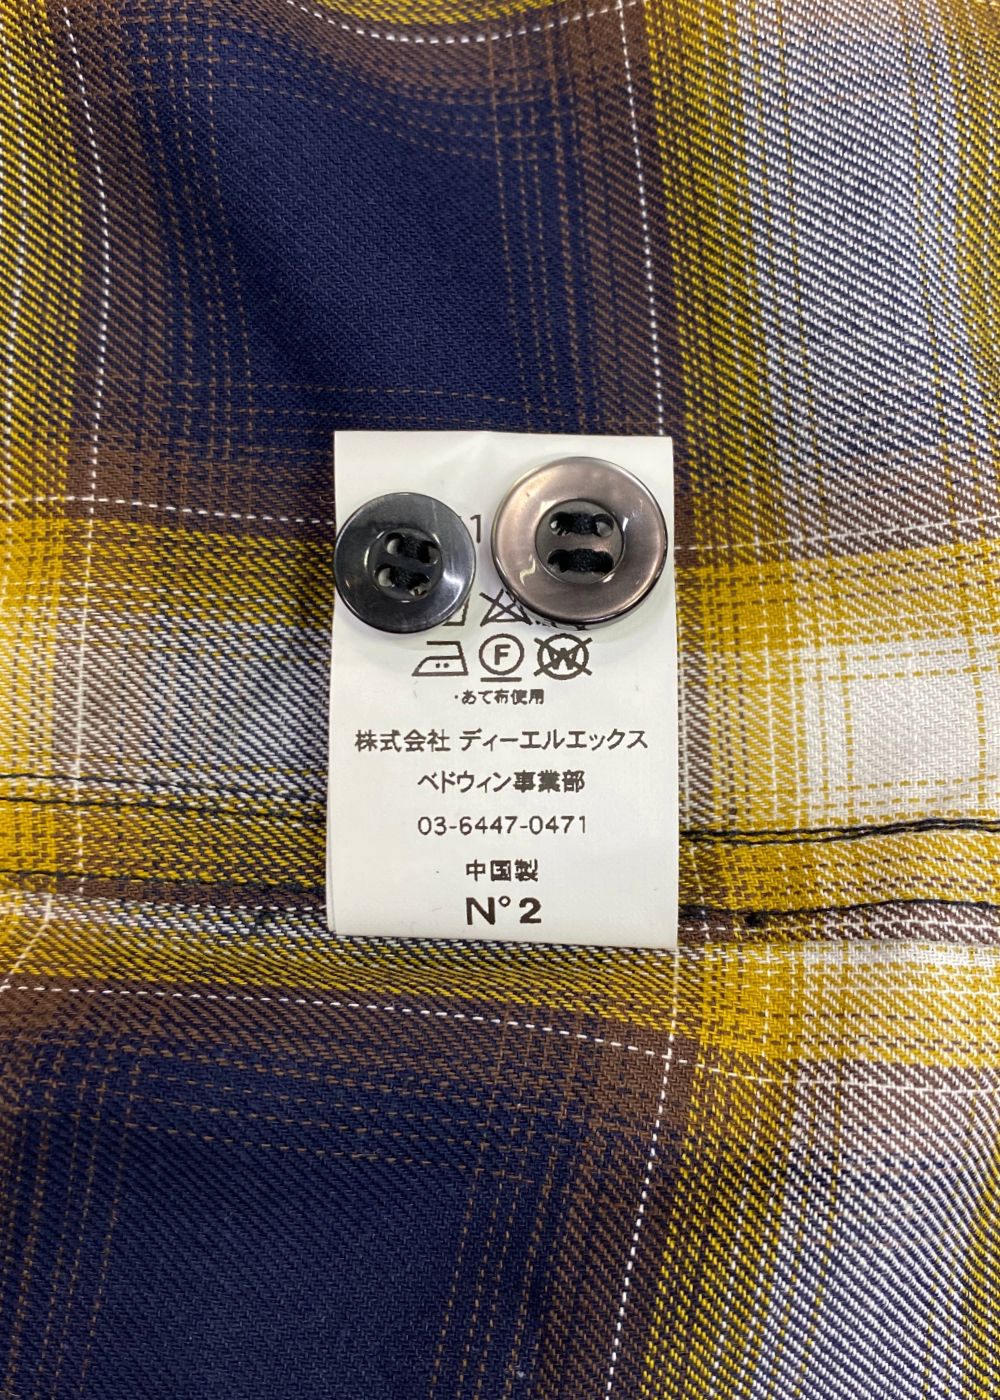 1
F
W
・あて布使用
株式会社 ディーエルエックス
ベドウィン事業部
03-6447-0471
中国製
N°2